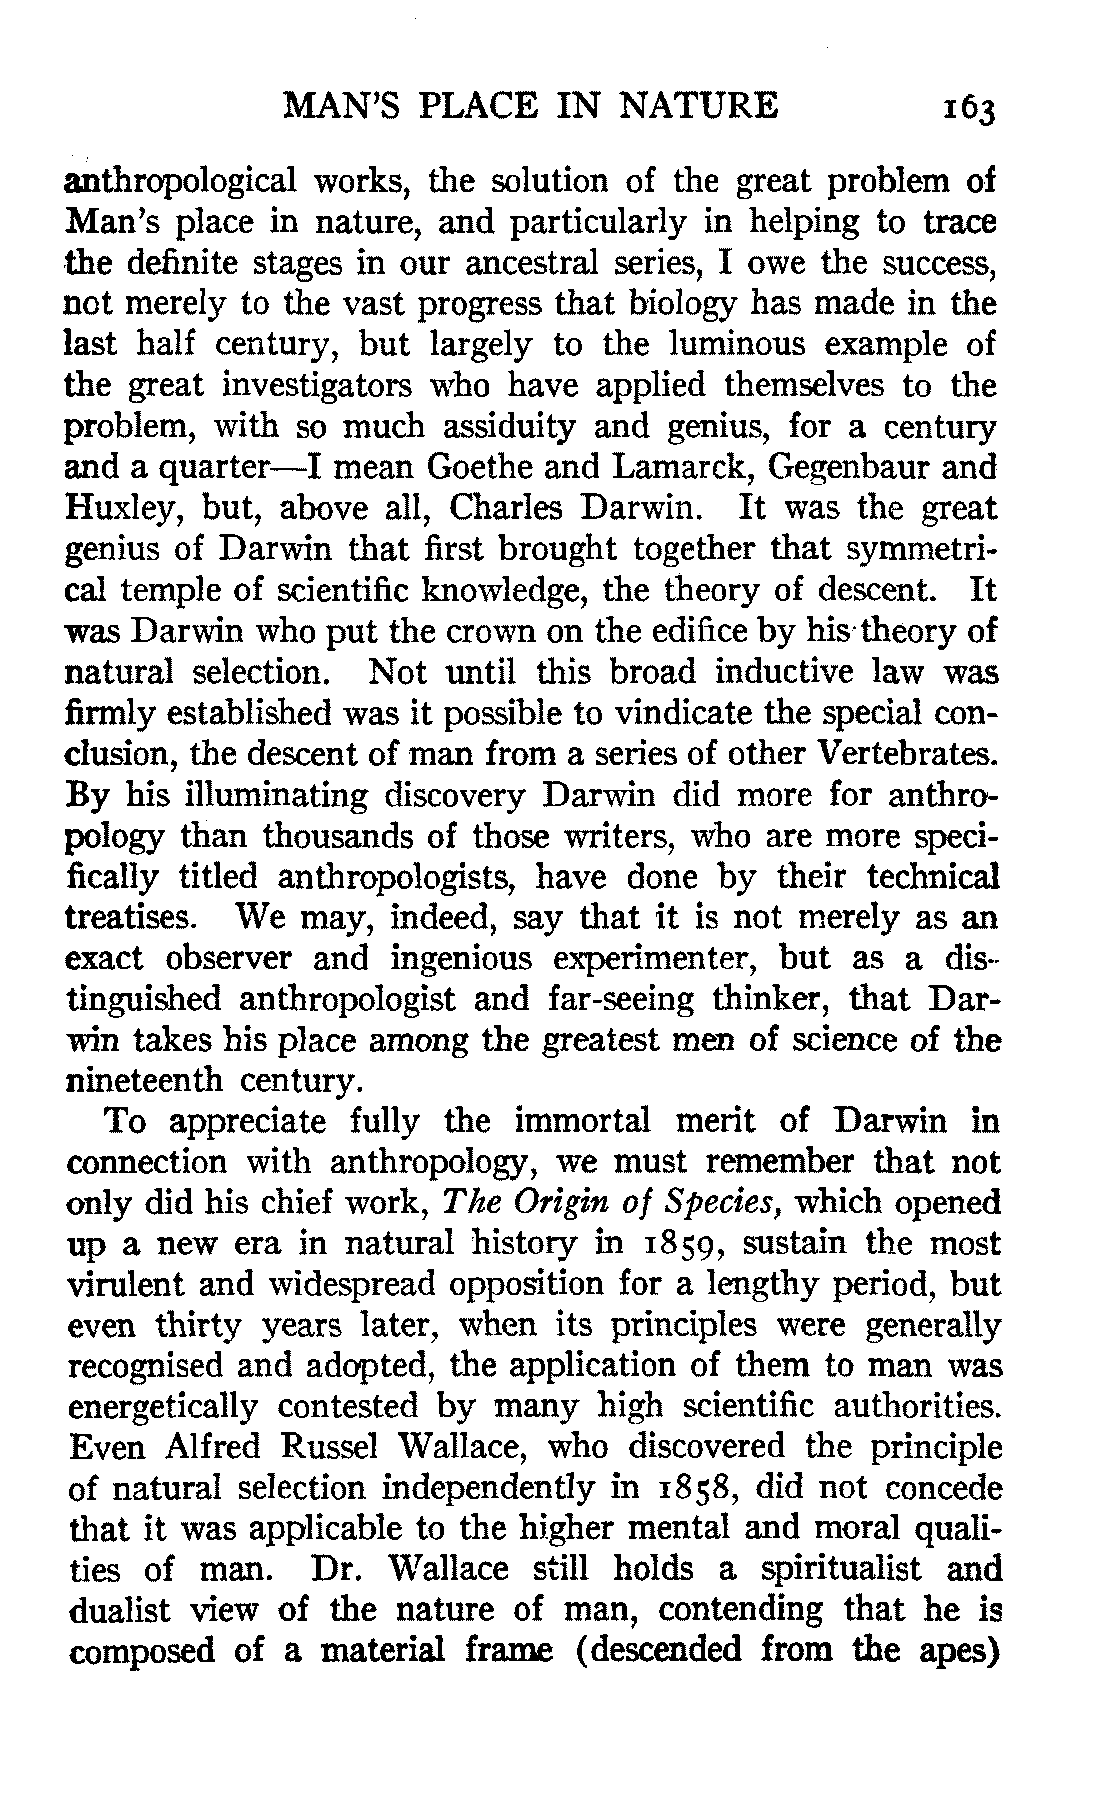 MAN'S PLACE IN NATURE 163
anthropological works, the solution of the great problem of
Man's place in nature, and particularly in helping to trace
the definite stages in our ancestral series, I owe the success,
not merely to the vast progress that biology has made in the
last half century, but largely to the luminous example of
the great investigators who have applied themselves to the
problem, with so much assiduity and genius, for a century
and a quarter—I mean Goethe and Lamarck, Gegenbaur and
Huxley, but, above all, Charles Darwin. It was the great
genius of Darwin that first brought together that symmetri-
cal temple of scientific knowledge, the theory of descent. It
was Darwin who put the crown on the edifice by his theory of
natural selection. Not until this broad inductive law was
firmly established was it possible to vindicate the special con-
clusion, the descent of man from a series of other Vertebrates.
By his illuminating discovery Darwin did more for anthro-
pology than thousands of those writers, who are more speci-
fically titled anthropologists, have done by their technical
treatises. We may, indeed, say that it is not merely as an
exact observer and ingenious experimenter, but as a dis-
tinguished anthropologist and far-seeing thinker, that Dar-
win takes his place among the greatest men of science of the
nineteenth century.
To appreciate fully the immortal merit of Darwin in
connection with anthropology, we must remember that not
only did his chief work, The Origin of Species, which opened
up a new era in natural history in 1859, sustain the most
virulent and widespread opposition for a lengthy period, but
even thirty years later, when its principles were generally
recognised and adopted, the application of them to man was
energetically contested by many high scientific authorities.
Even Alfred Russel Wallace, who discovered the principle
of natural selection independently in 1858, did not concede
that it was applicable to the higher mental and moral quali-
ties of man. Dr. Wallace still holds a spiritualist and
dualist view of the nature of man, contending that he is
composed of a material frame (descended from the apes)